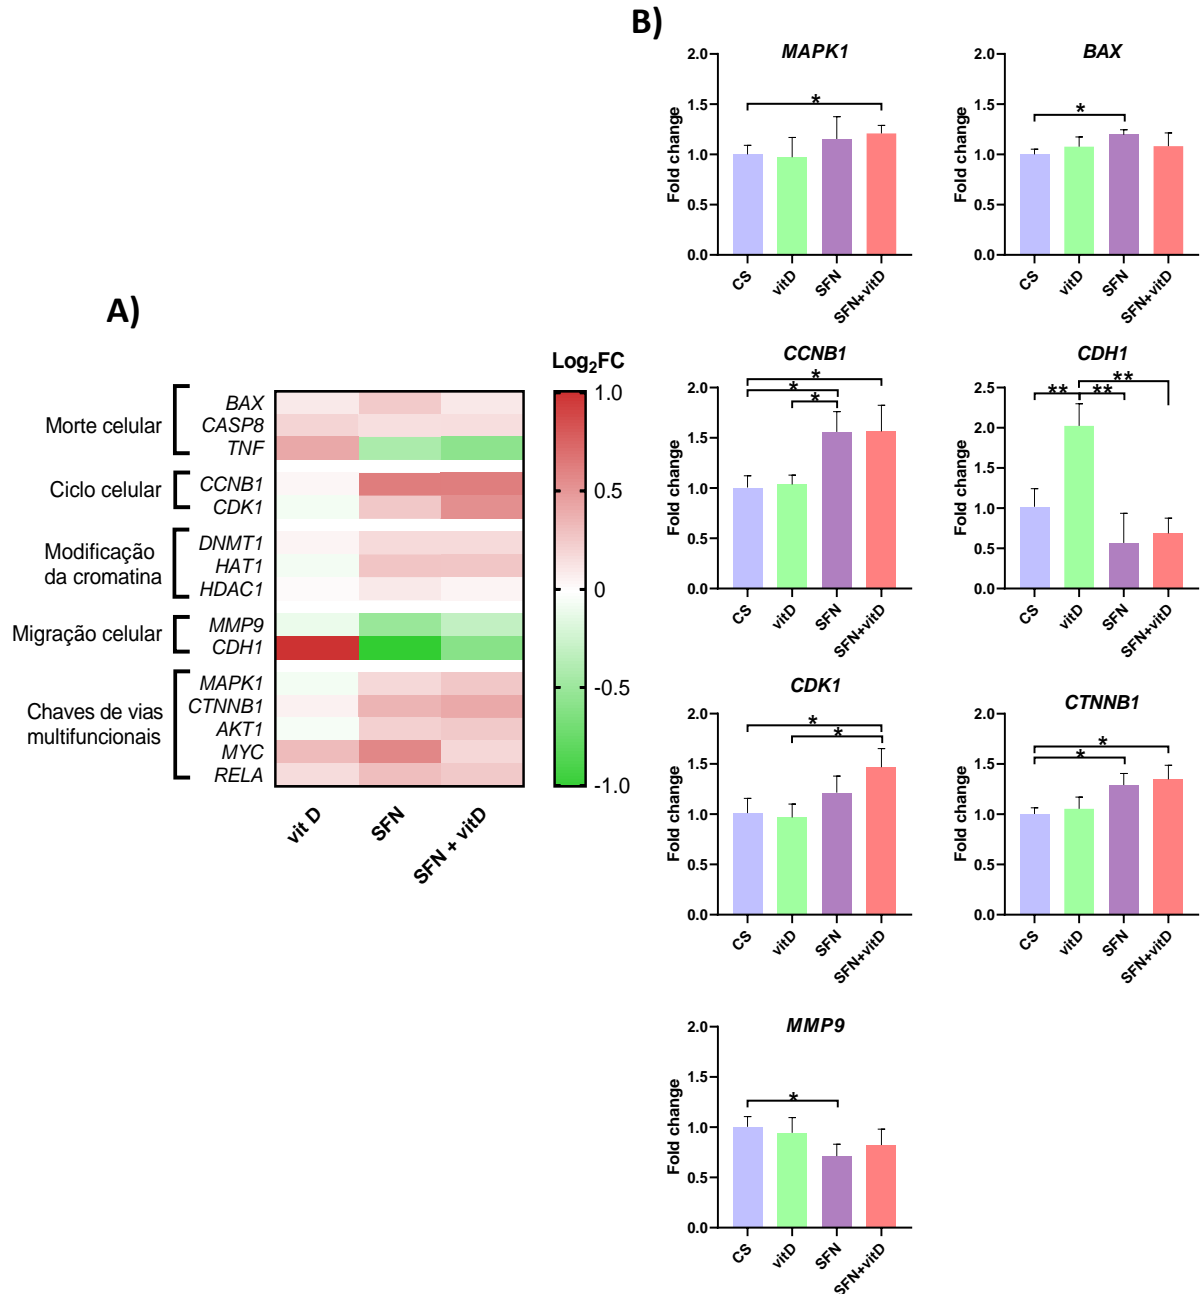 B)
MAPK1
Fold change
2.0
1.5
1.0
0.5
0.0
*
CS
vitD
SFN
SFN+vitD
BAX
Fold change
2.0
1.5
1.0
0.5
0.0
*
CS
vitD
SFN
SFN+vitD
A)
Log2FC
1.0
0.5
0
-0.5
-1.0
Morte celular
BAX
CASP8
TNF
Ciclo celular
CCNB1
CDK1
Modificação
da cromatina
DNMT1
HAT1
HDAC1
Migração celular
MMP9
CDH1
Chaves de vias
multifuncionais
MAPK1
CTNNB1
AKT1
MYC
RELA
vit D
SFN
SFN + vitD
CCNB1
Fold change
2.0
1.5
1.0
0.5
0.0
*
*
*
CS
vitD
SFN
SFN+vitD
CDH1
Fold change
2.5
2.0
1.5
1.0
0.5
0.0
**
** **
CS
vitD
SFN
SFN+vitD
CDK1
Fold change
2.0
1.5
1.0
0.5
0.0
*
*
CS
vitD
SFN
SFN+vitD
CTNNB1
Fold change
2.0
1.5
1.0
0.5
0.0
*
*
CS
vitD
SFN
SFN+vitD
MMP9
Fold change
2.0
1.5
1.0
0.5
0.0
*
CS
vitD
SFN
SFN+vitD